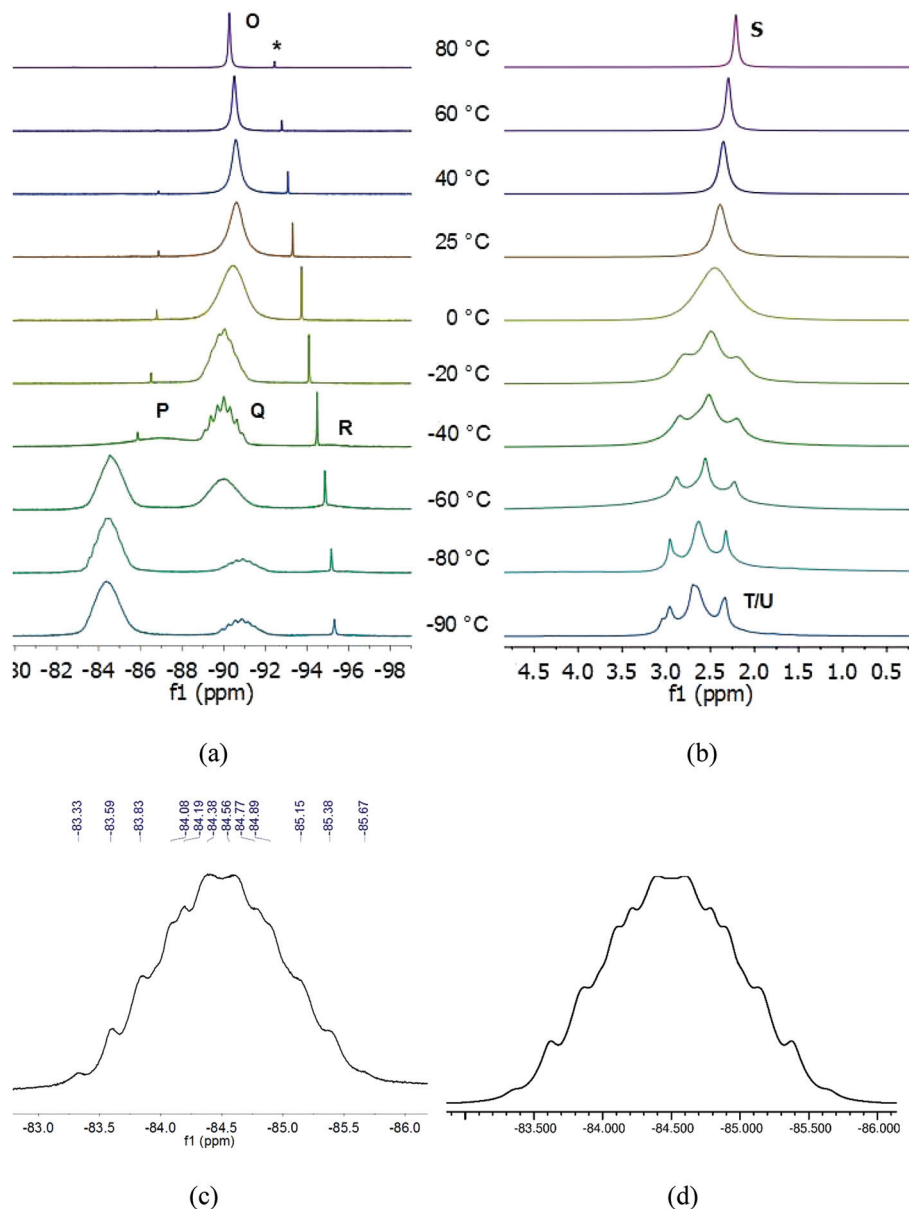 O
*
80 °C
S
60 °C
40 °C
25 °C
0 °C
-20 °C
P
Q
R
-40 °C
-60 °C
-80 °C
-90 °C
T/U
30 -82 -84 -86 -88 -90 -92 -94 -96 -98
f1 (ppm)
4.5 4.0 3.5 3.0 2.5 2.0 1.5 1.0 0.5
f1 (ppm)
(a)
(b)
-83.33
-83.59
-83.83
-84.08
-84.19
-84.38
-84.56
-84.77
-84.89
-85.15
-85.38
-85.67
-83.0 -83.5 -84.0 -84.5 -85.0 -85.5 -86.0
f1 (ppm)
-83.500 -84.000 -84.500 -85.000 -85.500 -86.000
(c)
(d)